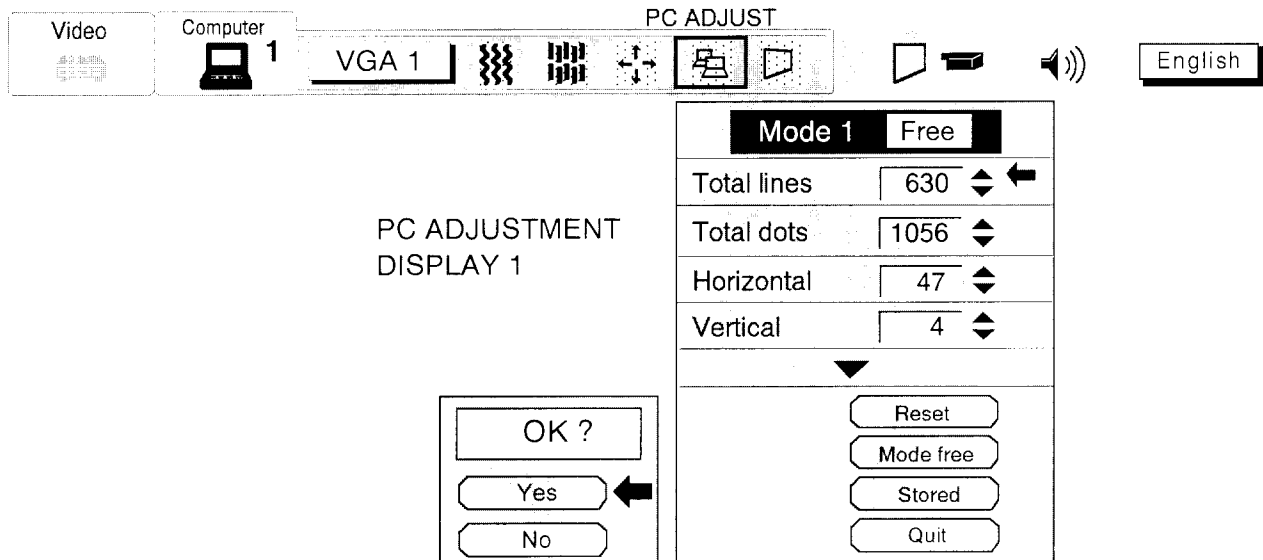 PC ADJUST
Video
Computer
1
VGA 1
English
Mode 1 Free
Total lines 630
Total dots 1056
Horizontal 47
Vertical 4
PC ADJUSTMENT
DISPLAY 1
Reset
Mode free
Stored
Quit
OK ?
Yes
No